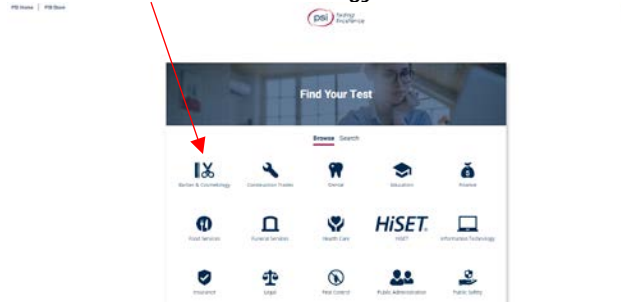 PSI Home | PSI Store
psi testing excellence
Find Your Test
Browse Search
Barber & Cosmetology Construction Trades Dental Education Finance
Food Services Funeral Services Health Care HiSET HiSET Information Technology
Insurance Legal Pest Control Public Administration Public Safety